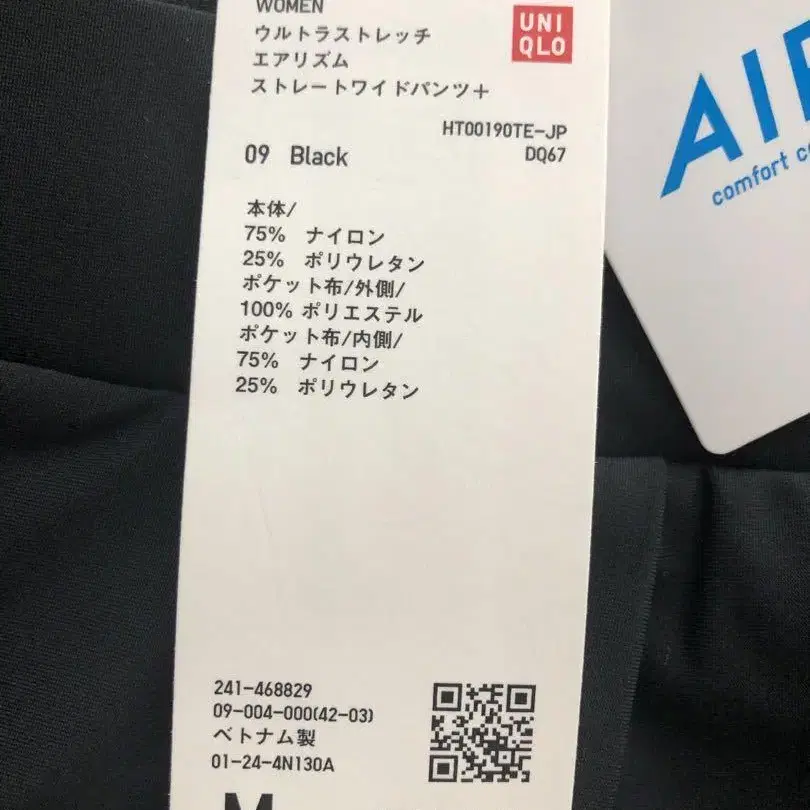 WOMEN
ウルトラストレッチ
エアリズム
ストレートワイドパンツ+
UNI
QLO
HT00190TE-JP
DQ67
09 Black
本体/
75% ナイロン
25% ポリウレタン
ポケット布/外側/
100% ポリエステル
ポケット布/内側/
75% ナイロン
25% ポリウレタン
241-468829
09-004-000(42-03)
ベトナム製
01-24-4N130A
M
comfort